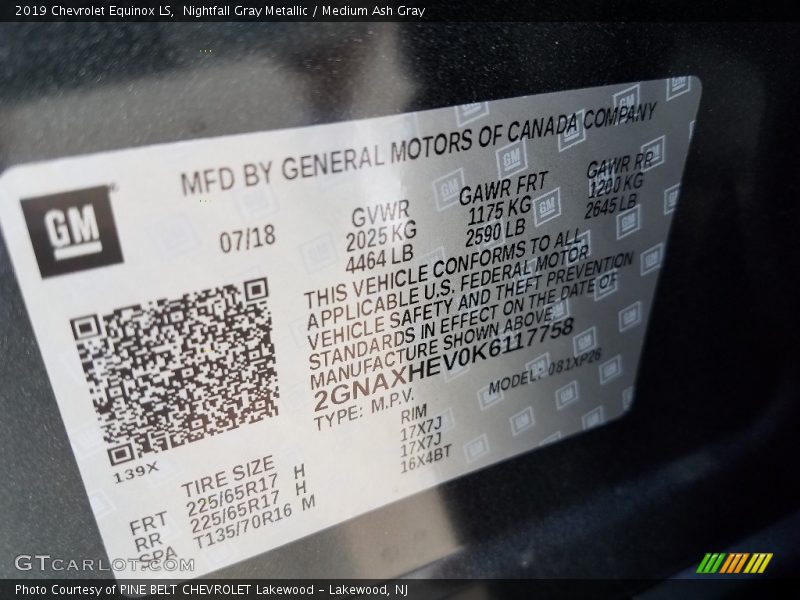 2019 Chevrolet Equinox LS, Nightfall Gray Metallic / Medium Ash Gray
MFD BY GENERAL MOTORS OF CANADA COMPANY
GM
07/18
GVWR
2025 KG
4464 LB
GAWR FRT
1175 KG
2590 LB
GAWR RR
1200 KG
2645 LB
THIS VEHICLE CONFORMS TO ALL
APPLICABLE U.S. FEDERAL MOTOR
VEHICLE SAFETY AND THEFT PREVENTION
STANDARDS IN EFFECT ON THE DATE OF
MANUFACTURE SHOWN ABOVE.
2GNAXHEV0K6117758
TYPE: M.P.V.
MODEL: 081XP26
139X
TIRE SIZE
RIM
FRT 225/65R17 H 17X7J
RR 225/65R17 H 17X7J
SPA T135/70R16 M 16X4BT
GTCARLOT.COM
Photo Courtesy of PINE BELT CHEVROLET Lakewood - Lakewood, NJ